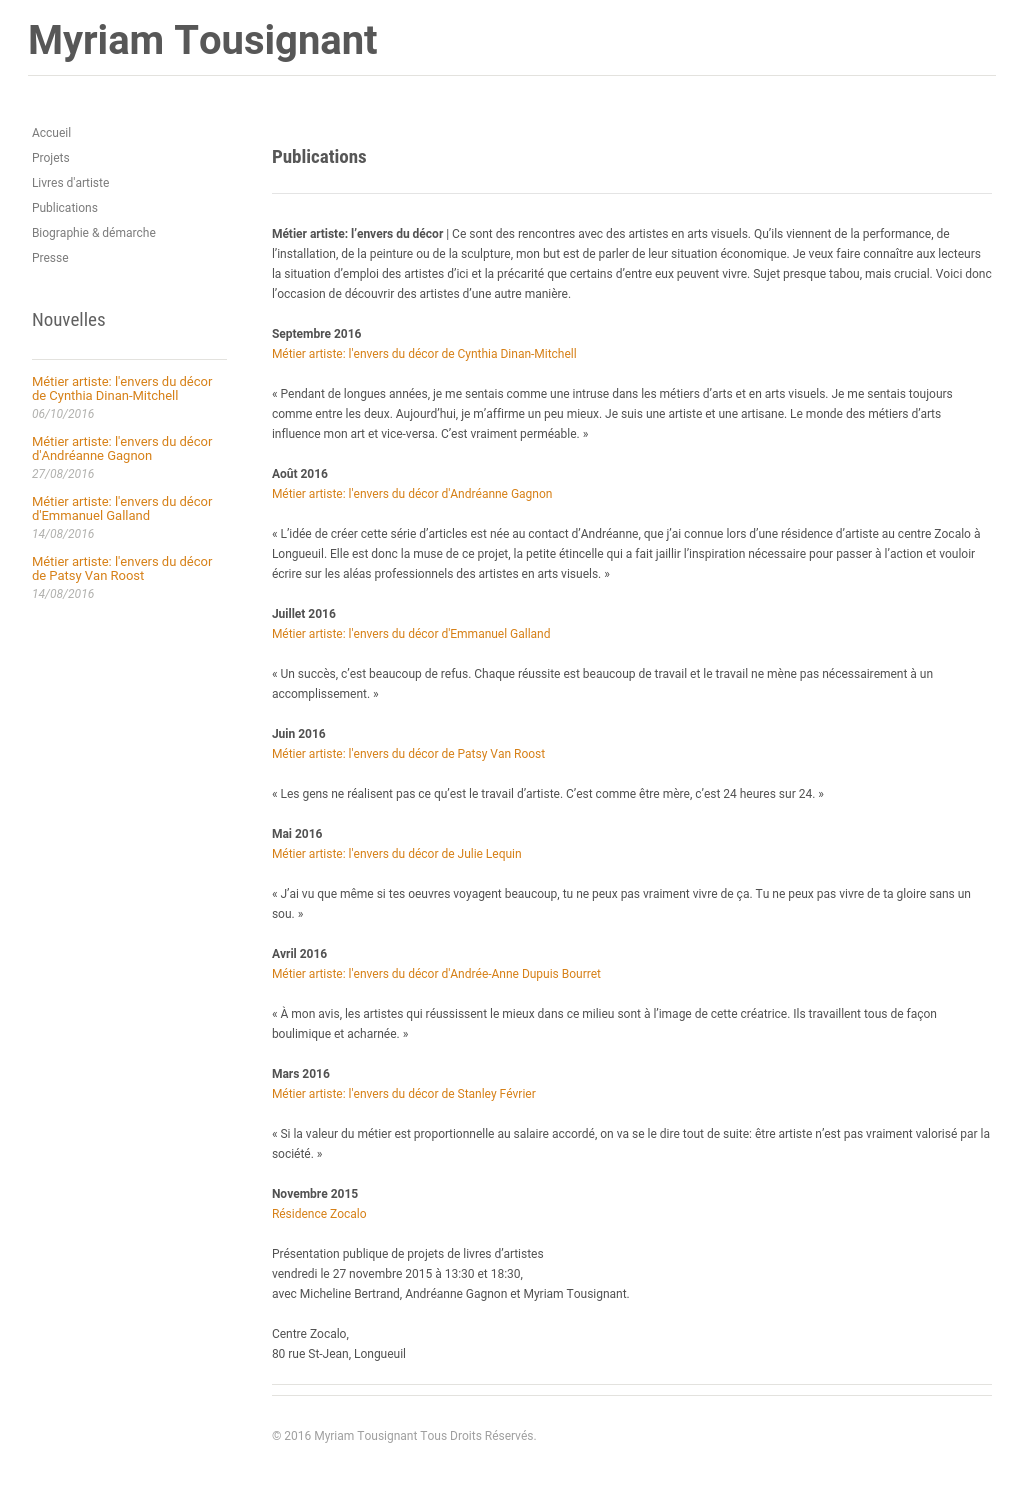 Myriam Tousignant
Accueil
Projets
Livres d’artiste
Publications
Biographie & démarche
Presse
Nouvelles
Métier artiste: l'envers du décor
de Cynthia Dinan-Mitchell
06/10/2016
Métier artiste: l'envers du décor
d'Andréanne Gagnon
27/08/2016
Métier artiste: l'envers du décor
d'Emmanuel Galland
14/08/2016
Métier artiste: l'envers du décor
de Patsy Van Roost
14/08/2016
Publications
Métier artiste: l’envers du décor | Ce sont des rencontres avec des artistes en arts visuels. Qu’ils viennent de la performance, de
l’installation, de la peinture ou de la sculpture, mon but est de parler de leur situation économique. Je veux faire connaître aux lecteurs
la situation d’emploi des artistes d’ici et la précarité que certains d’entre eux peuvent vivre. Sujet presque tabou, mais crucial. Voici donc
l’occasion de découvrir des artistes d’une autre manière.
Septembre 2016
Métier artiste: l'envers du décor de Cynthia Dinan-Mitchell
« Pendant de longues années, je me sentais comme une intruse dans les métiers d’arts et en arts visuels. Je me sentais toujours
comme entre les deux. Aujourd’hui, je m’affirme un peu mieux. Je suis une artiste et une artisane. Le monde des métiers d’arts
influence mon art et vice-versa. C’est vraiment perméable. »
Août 2016
Métier artiste: l'envers du décor d'Andréanne Gagnon
« L’idée de créer cette série d’articles est née au contact d’Andréanne, que j’ai connue lors d’une résidence d’artiste au centre Zocalo à
Longueuil. Elle est donc la muse de ce projet, la petite étincelle qui a fait jaillir l’inspiration nécessaire pour passer à l’action et vouloir
écrire sur les aléas professionnels des artistes en arts visuels. »
Juillet 2016
Métier artiste: l'envers du décor d'Emmanuel Galland
« Un succès, c’est beaucoup de refus. Chaque réussite est beaucoup de travail et le travail ne mène pas nécessairement à un
accomplissement. »
Juin 2016
Métier artiste: l'envers du décor de Patsy Van Roost
« Les gens ne réalisent pas ce qu’est le travail d’artiste. C’est comme être mère, c’est 24 heures sur 24. »
Mai 2016
Métier artiste: l'envers du décor de Julie Lequin
« J’ai vu que même si tes oeuvres voyagent beaucoup, tu ne peux pas vraiment vivre de ça. Tu ne peux pas vivre de ta gloire sans un
sou. »
Avril 2016
Métier artiste: l'envers du décor d'Andrée-Anne Dupuis Bourret
« À mon avis, les artistes qui réussissent le mieux dans ce milieu sont à l’image de cette créatrice. Ils travaillent tous de façon
boulimique et acharnée. »
Mars 2016
Métier artiste: l'envers du décor de Stanley Février
« Si la valeur du métier est proportionnelle au salaire accordé, on va se le dire tout de suite: être artiste n’est pas vraiment valorisé par la
société. »
Novembre 2015
Résidence Zocalo
Présentation publique de projets de livres d’artistes
vendredi le 27 novembre 2015 à 13:30 et 18:30,
avec Micheline Bertrand, Andréanne Gagnon et Myriam Tousignant.
Centre Zocalo,
80 rue St-Jean, Longueuil
© 2016 Myriam Tousignant Tous Droits Réservés.